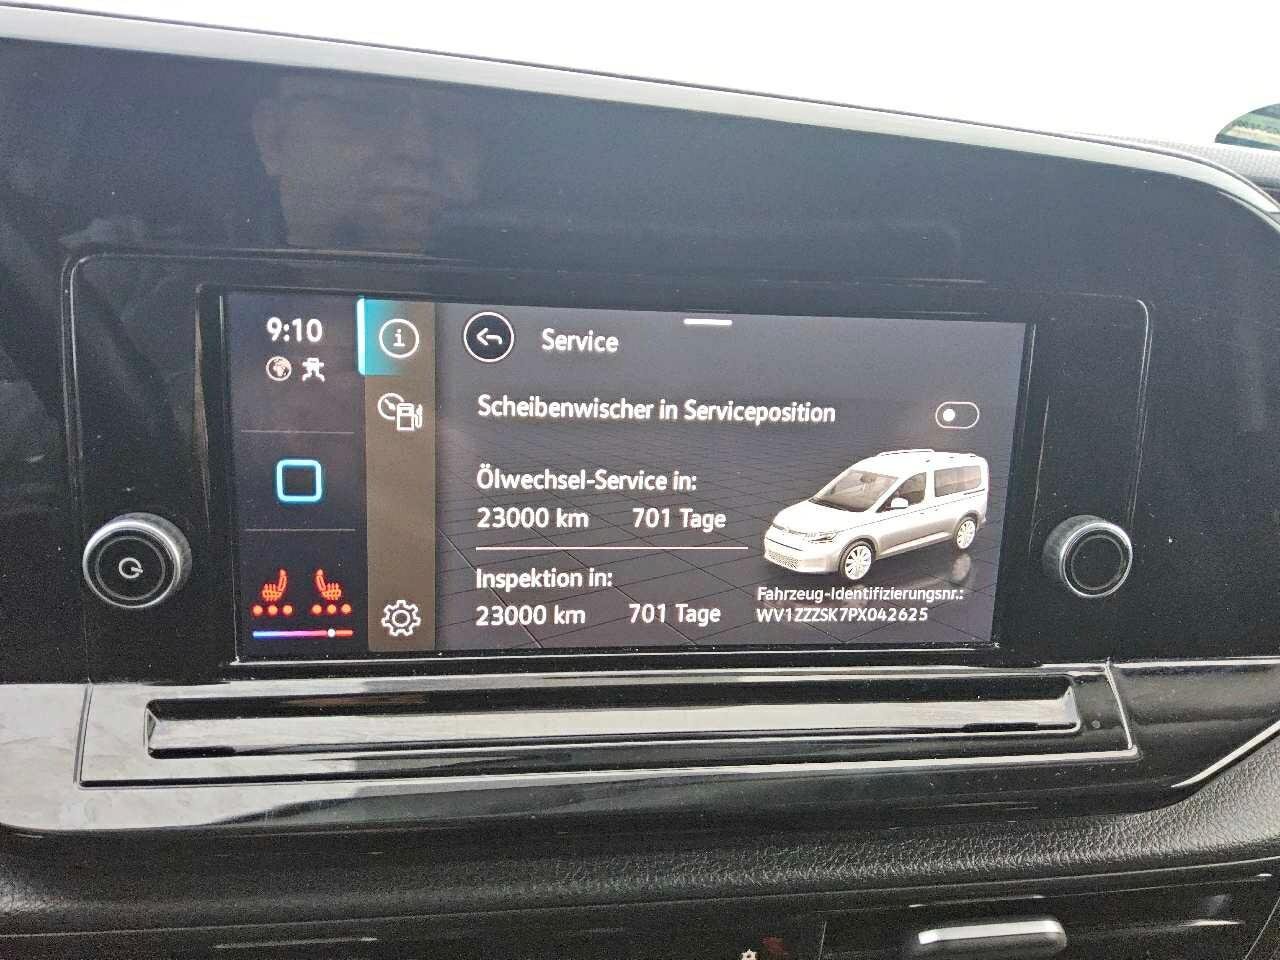 9:10
Service
Scheibenwischer in Serviceposition
Ölwechsel-Service in:
23000 km 701 Tage
Inspektion in:
23000 km 701 Tage
Fahrzeug-Identifizierungsnr.:
WV1ZZZSK7PX042625